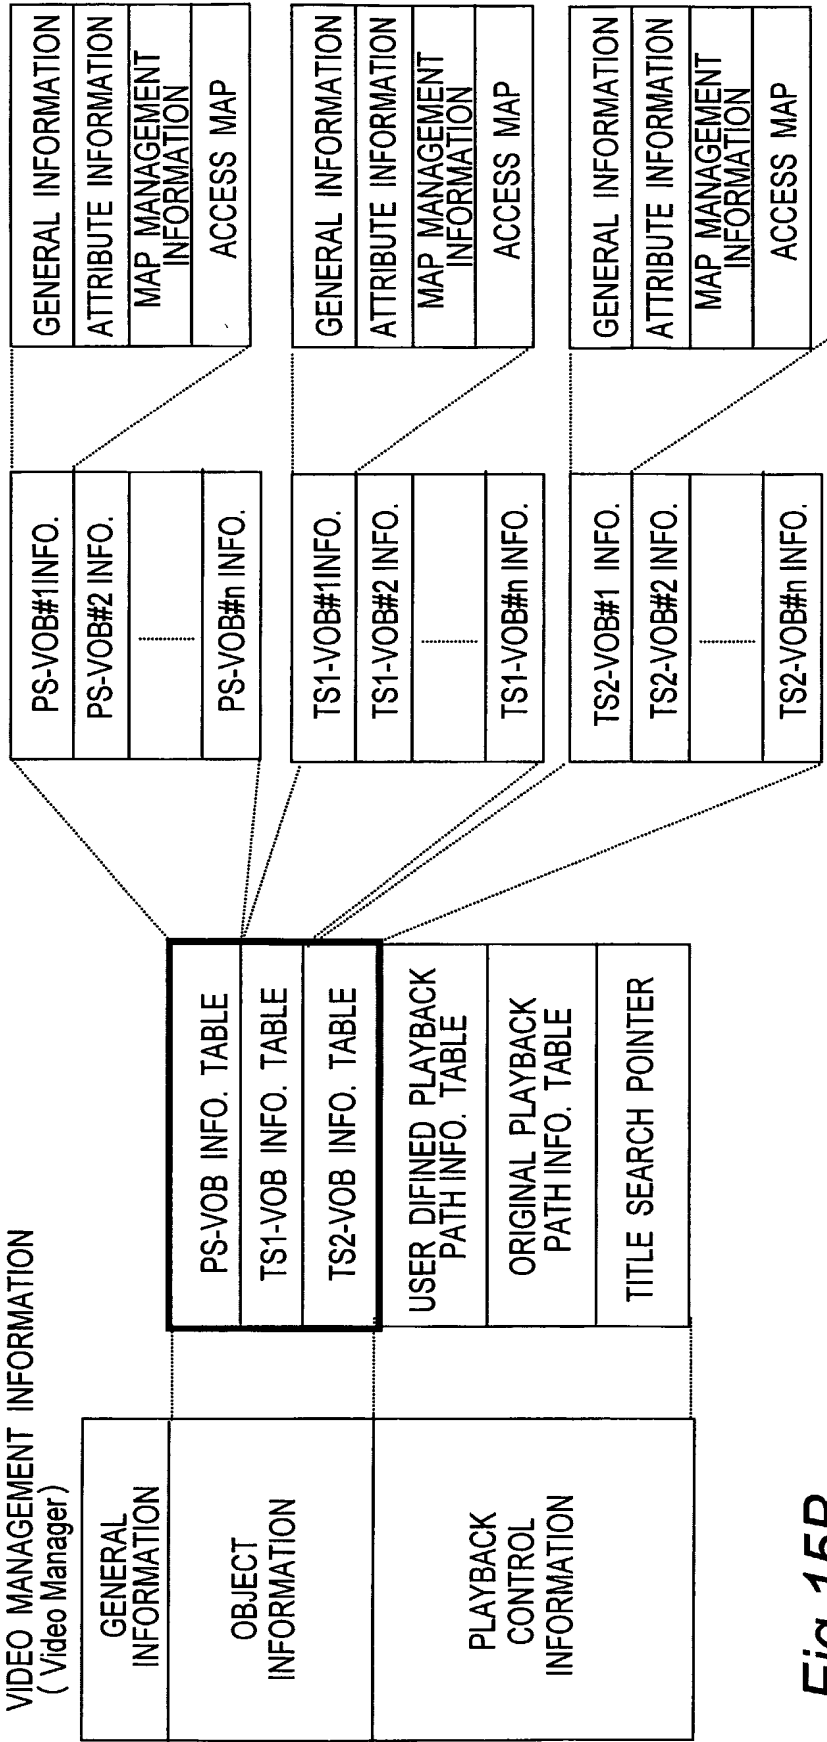 VIDEO MANAGEMENT INFORMATION
( Video Manager )
GENERAL
INFORMATION
OBJECT
INFORMATION
PLAYBACK
CONTROL
INFORMATION
PS-VOB INFO. TABLE
TS1-VOB INFO. TABLE
TS2-VOB INFO. TABLE
USER DIFINED PLAYBACK
PATH INFO. TABLE
ORIGINAL PLAYBACK
PATH INFO. TABLE
TITLE SEARCH POINTER
PS-VOB#1INFO.
PS-VOB#2 INFO.
PS-VOB#n INFO.
TS1-VOB#1INFO.
TS1-VOB#2 INFO.
TS1-VOB#n INFO.
TS2-VOB#1 INFO.
TS2-VOB#2 INFO.
TS2-VOB#n INFO.
GENERAL INFORMATION
ATTRIBUTE INFORMATION
MAP MANAGEMENT
INFORMATION
ACCESS MAP
GENERAL INFORMATION
ATTRIBUTE INFORMATION
MAP MANAGEMENT
INFORMATION
ACCESS MAP
GENERAL INFORMATION
ATTRIBUTE INFORMATION
MAP MANAGEMENT
INFORMATION
ACCESS MAP